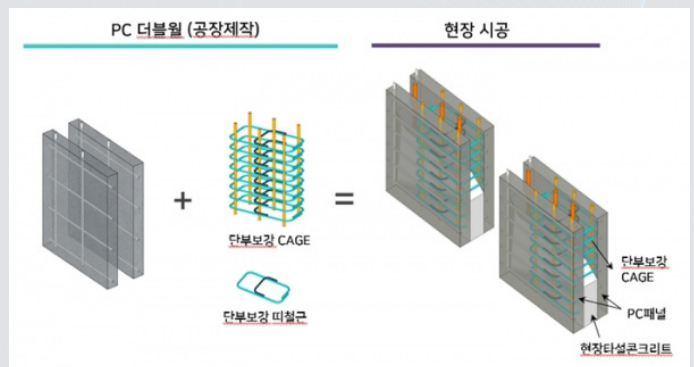 PC 더블월 (공장제작)
현장 시공
+
=
단부보강 CAGE
단부보강 띠철근
단부보강
CAGE
PC패널
현장타설콘크리트